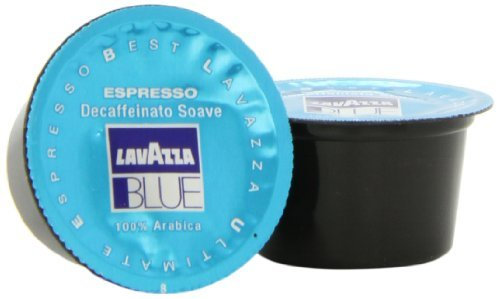 BEST LAVAZZA ULTIMATE ESPRESSO
ESPRESSO
Decaffeinato Soave
LAVAZZA
BLUE
100% Arabica
LAVAZZA
BLUE